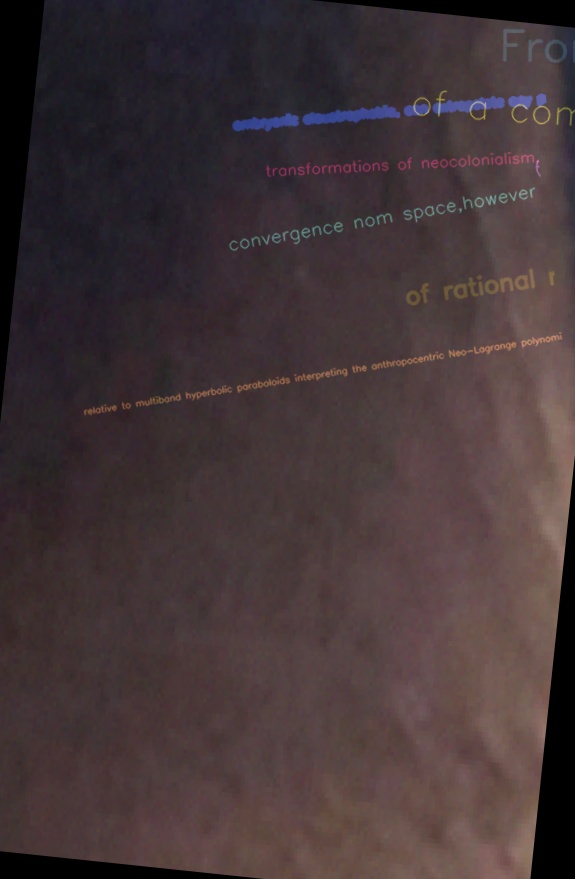 Fro
of a com
transformations of neocolonialism,
convergence nom space,however
of rational r
relative to multiband hyperbolic paraboloids interpreting the anthropocentric Neo-Lagrange polynomi